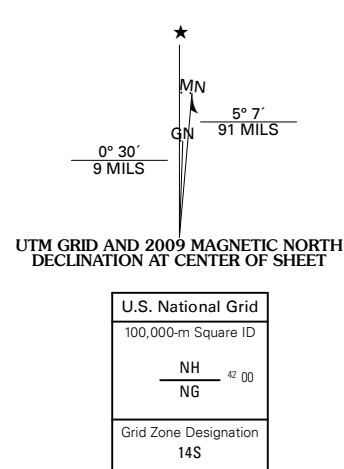 ★
MN
GN
5° 7´
91 MILS
0° 30´
9 MILS
UTM GRID AND 2009 MAGNETIC NORTH
DECLINATION AT CENTER OF SHEET
U.S. National Grid
100,000-m Square ID
NH
42 00
NG
Grid Zone Designation
14S